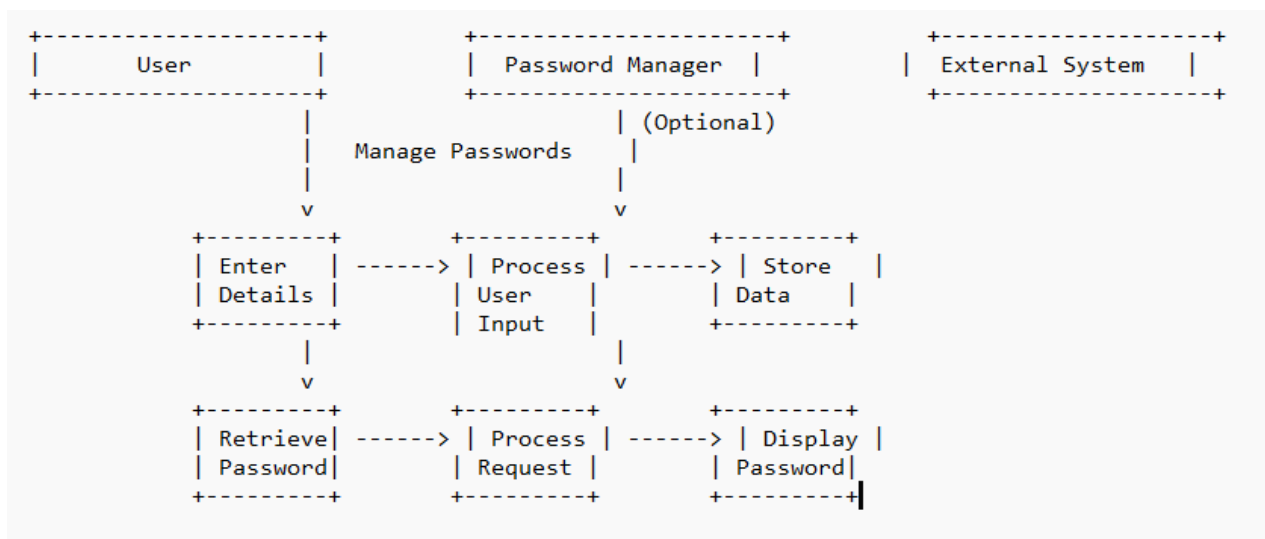 +--------------------+          +----------------------+          +--------------------+
|       User            |          |  Password Manager  |          |  External System   |
+--------------------+          +----------------------+          +--------------------+
                    |                      | (Optional)
                    |   Manage Passwords    |
                    |                      |
                    v                      v
            +---------+        +---------+        +---------+
            | Enter   | ------> | Process | ------> | Store   |
            | Details |        | User    |        | Data    |
            +---------+        | Input   |        +---------+
                    |                      |
                    v                      v
            +---------+        +---------+        +---------+
            | Retrieve| ------> | Process | ------> | Display |
            | Password|        | Request |        | Password|
            +---------+        +---------+        +---------+